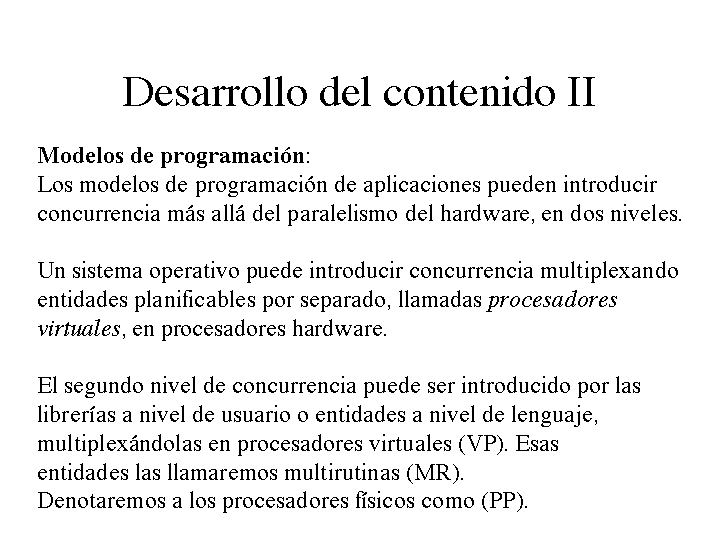 Desarrollo del contenido II
Modelos de programación:
Los modelos de programación de aplicaciones pueden introducir
concurrencia más allá del paralelismo del hardware, en dos niveles.
Un sistema operativo puede introducir concurrencia multiplexando
entidades planificables por separado, llamadas procesadores
virtuales, en procesadores hardware.
El segundo nivel de concurrencia puede ser introducido por las
librerías a nivel de usuario o entidades a nivel de lenguaje,
multiplexándolas en procesadores virtuales (VP). Esas
entidades las llamaremos multirutinas (MR).
Denotaremos a los procesadores físicos como (PP).